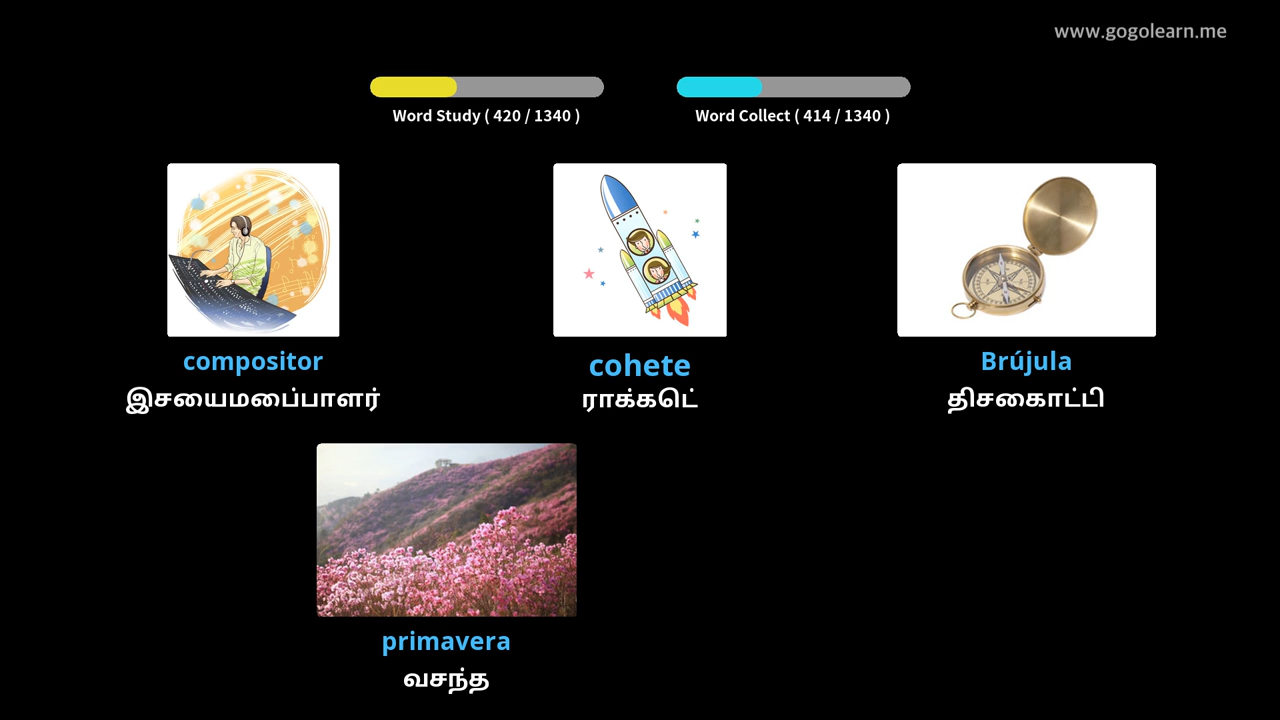 www.gogolearn.me
Word Study ( 420 / 1340 )
Word Collect ( 414 / 1340 )
compositor
இசையமைப்பாளர்
cohete
ராக்கெட்
Brújula
திசைகாட்டி
primavera
வசந்த